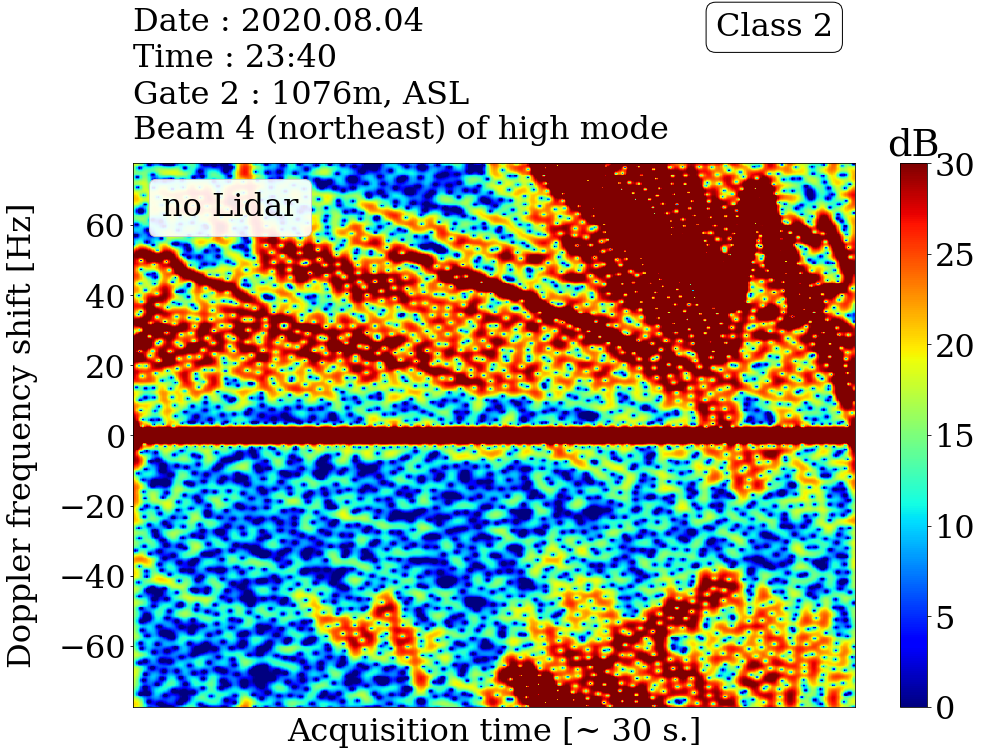 Date : 2020.08.04
Time : 23:40
Gate 2 : 1076m, ASL
Beam 4 (northeast) of high mode
Class 2
no Lidar
Doppler frequency shift [Hz]
60
40
20
0
−20
−40
−60
Acquisition time [~ 30 s.]
dB
30
25
20
15
10
5
0